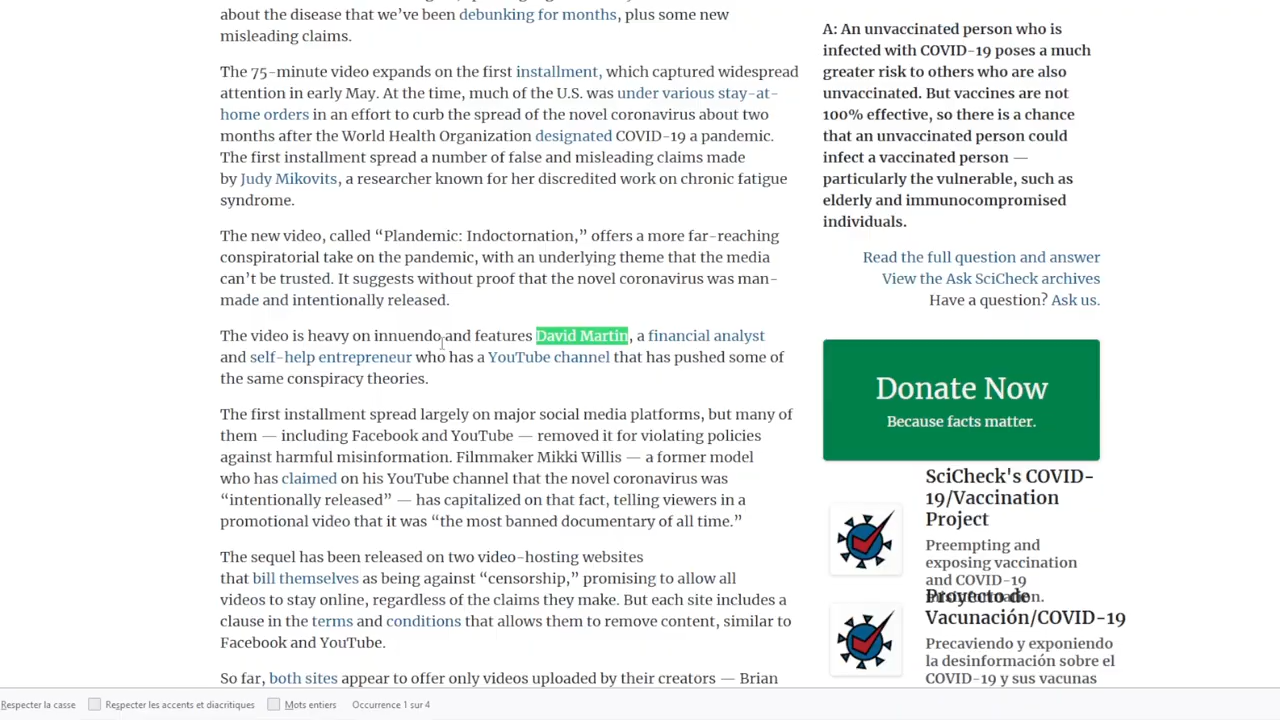 about the disease that we've been debunking for months, plus some new
misleading claims.
The 75-minute video expands on the first installment, which captured widespread
attention in early May. At the time, much of the U.S. was under various stay-at-
home orders in an effort to curb the spread of the novel coronavirus about two
months after the World Health Organization designated COVID-19 a pandemic.
The first installment spread a number of false and misleading claims made
by Judy Mikovits, a researcher known for her discredited work on chronic fatigue
syndrome.
The new video, called “Plandemic: Indoctornation,” offers a more far-reaching
conspiratorial take on the pandemic, with an underlying theme that the media
can’t be trusted. It suggests without proof that the novel coronavirus was man-
made and intentionally released.
The video is heavy on innuendo and features David Martin, a financial analyst
and self-help entrepreneur who has a YouTube channel that has pushed some of
the same conspiracy theories.
The first installment spread largely on major social media platforms, but many of
them — including Facebook and YouTube — removed it for violating policies
against harmful misinformation. Filmmaker Mikki Willis — a former model
who has claimed on his YouTube channel that the novel coronavirus was
“intentionally released” — has capitalized on that fact, telling viewers in a
promotional video that it was “the most banned documentary of all time.”
The sequel has been released on two video-hosting websites
that bill themselves as being against “censorship,” promising to allow all
videos to stay online, regardless of the claims they make. But each site includes a
clause in the terms and conditions that allows them to remove content, similar to
Facebook and YouTube.
So far, both sites appear to offer only videos uploaded by their creators — Brian
A: An unvaccinated person who is
infected with COVID-19 poses a much
greater risk to others who are also
unvaccinated. But vaccines are not
100% effective, so there is a chance
that an unvaccinated person could
infect a vaccinated person —
particularly the vulnerable, such as
elderly and immunocompromised
individuals.
Read the full question and answer
View the Ask SciCheck archives
Have a question? Ask us.
Donate Now
Because facts matter.
SciCheck's COVID-
19/Vaccination
Project
Preempting and
exposing vaccination
and COVID-19
misinformation.
Proyecto de
Vacunación/COVID-19
Precaviendo y exponiendo
la desinformación sobre el
COVID-19 y sus vacunas
Respecter la casse
Respecter les accents et diacritiques
Mots entiers
Occurrence 1 sur 4